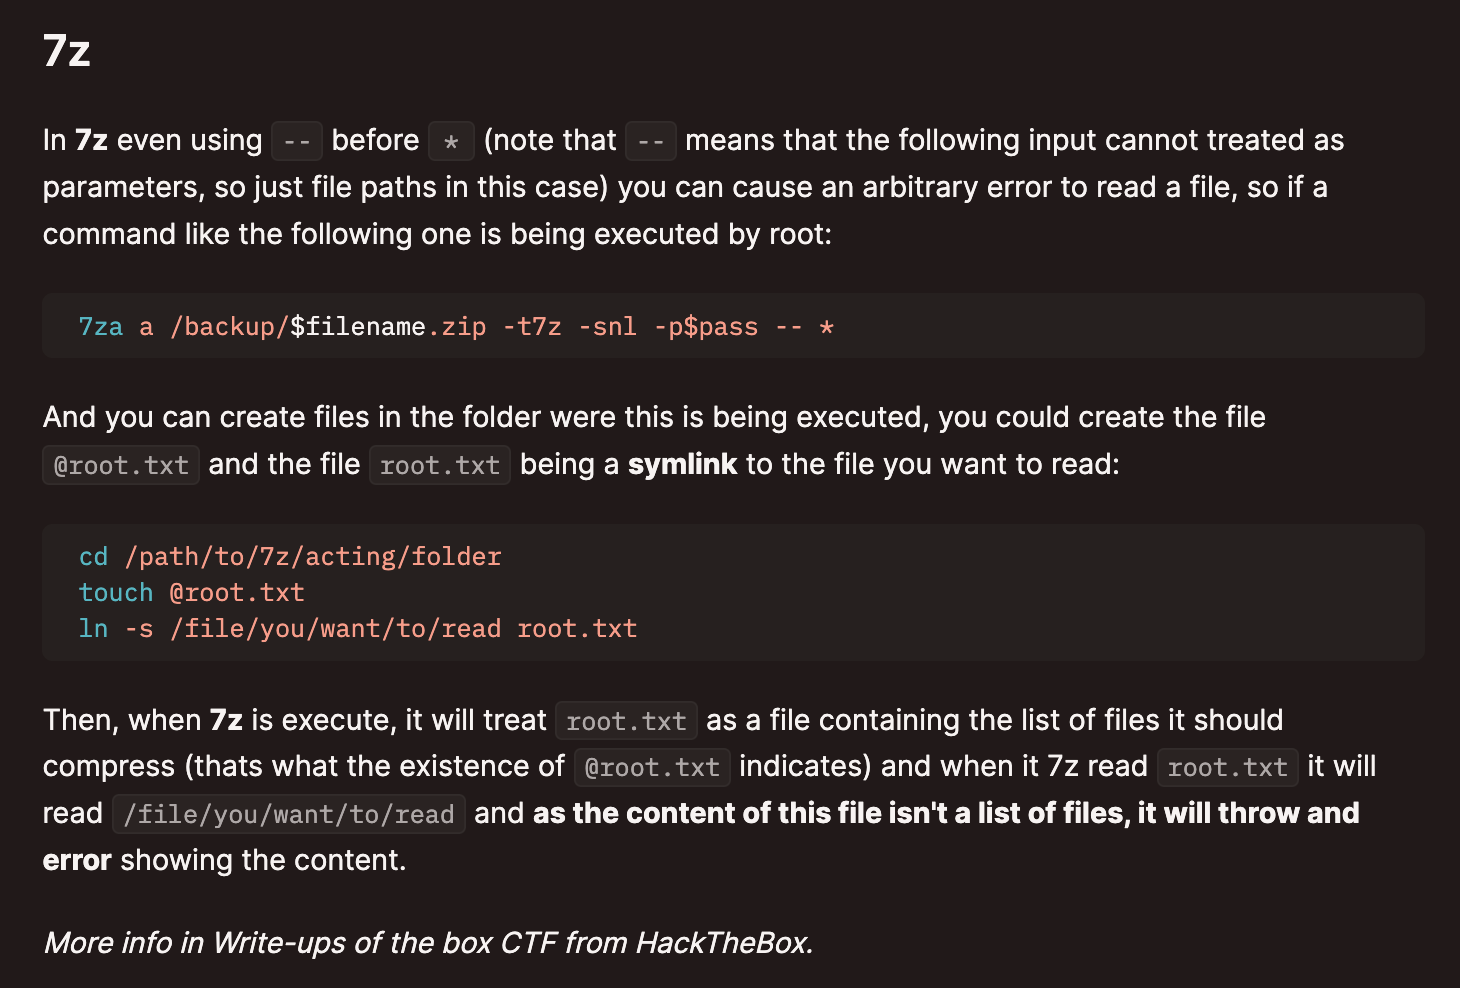 7z
In 7z even using -- before * (note that -- means that the following input cannot treated as
parameters, so just file paths in this case) you can cause an arbitrary error to read a file, so if a
command like the following one is being executed by root:
7za a /backup/$filename.zip -t7z -snl -p$pass -- *
And you can create files in the folder were this is being executed, you could create the file
@root.txt and the file root.txt being a symlink to the file you want to read:
cd /path/to/7z/acting/folder
touch @root.txt
ln -s /file/you/want/to/read root.txt
Then, when 7z is execute, it will treat root.txt as a file containing the list of files it should
compress (thats what the existence of @root.txt indicates) and when it 7z read root.txt it will
read /file/you/want/to/read and as the content of this file isn't a list of files, it will throw and
error showing the content.
More info in Write-ups of the box CTF from HackTheBox.